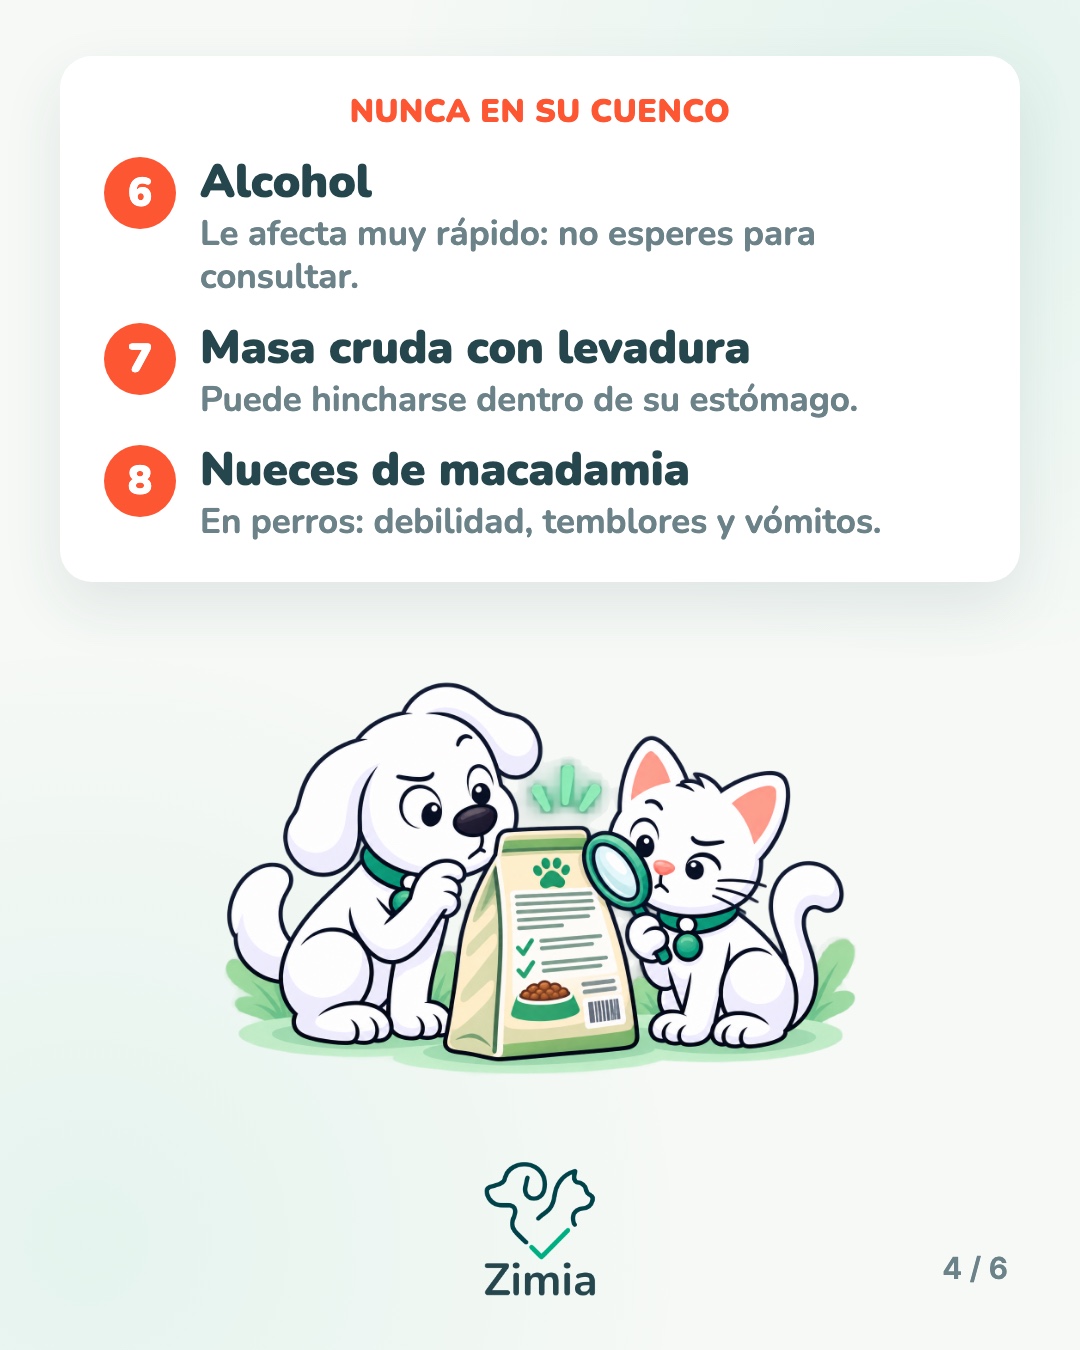 NUNCA EN SU CUENCO
6
Alcohol
Le afecta muy rápido: no esperes para
consultar.
7
Masa cruda con levadura
Puede hincharse dentro de su estómago.
8
Nueces de macadamia
En perros: debilidad, temblores y vómitos.
Zimia
4 / 6